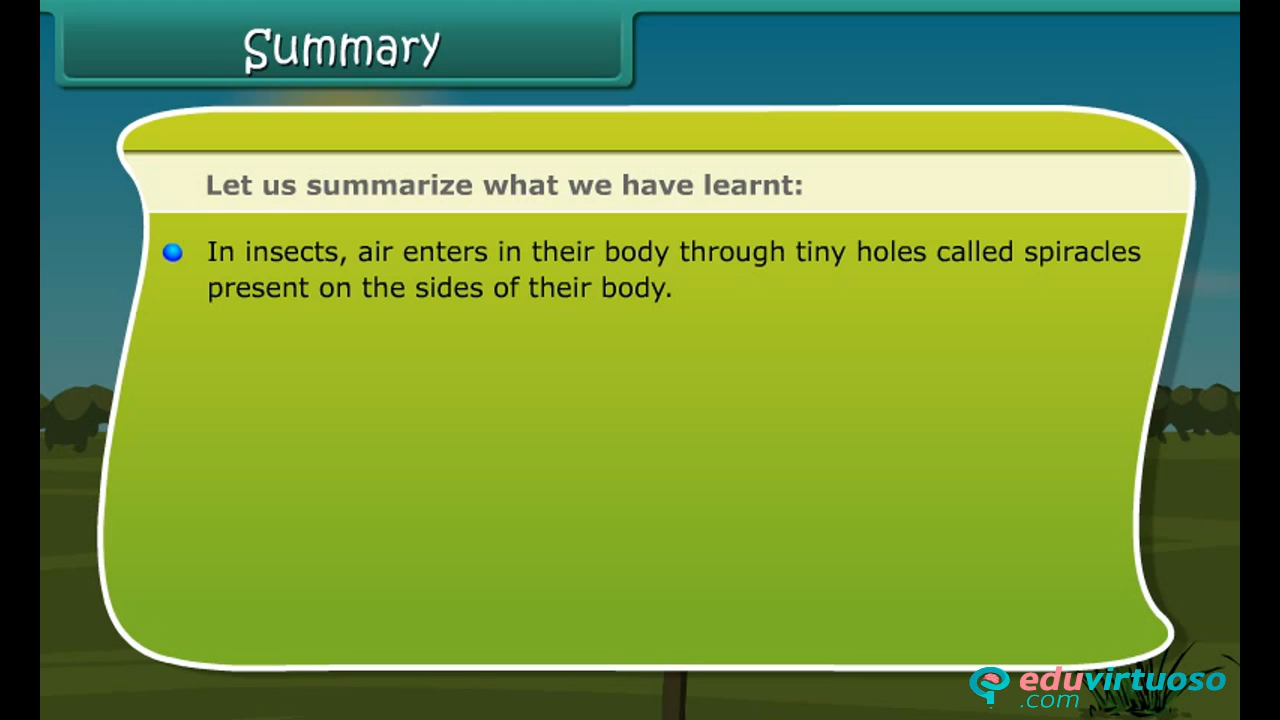 Summary
Let us summarize what we have learnt:
In insects, air enters in their body through tiny holes called spiracles
present on the sides of their body.
eduvirtuoso
.com